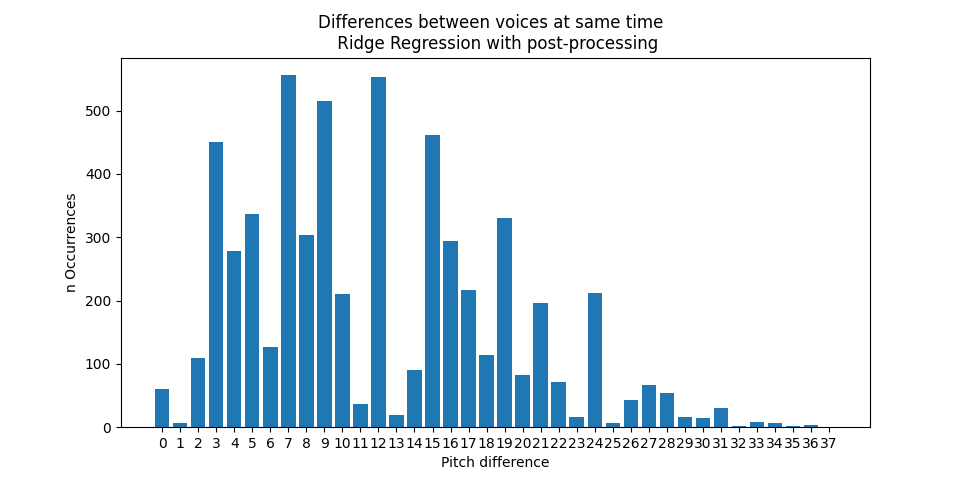 Differences between voices at same time
Ridge Regression with post-processing
n Occurrences
500
400
300
200
100
0
0 1 2 3 4 5 6 7 8 9 10 11 12 13 14 15 16 17 18 19 20 21 22 23 24 25 26 27 28 29 30 31 32 33 34 35 36 37
Pitch difference